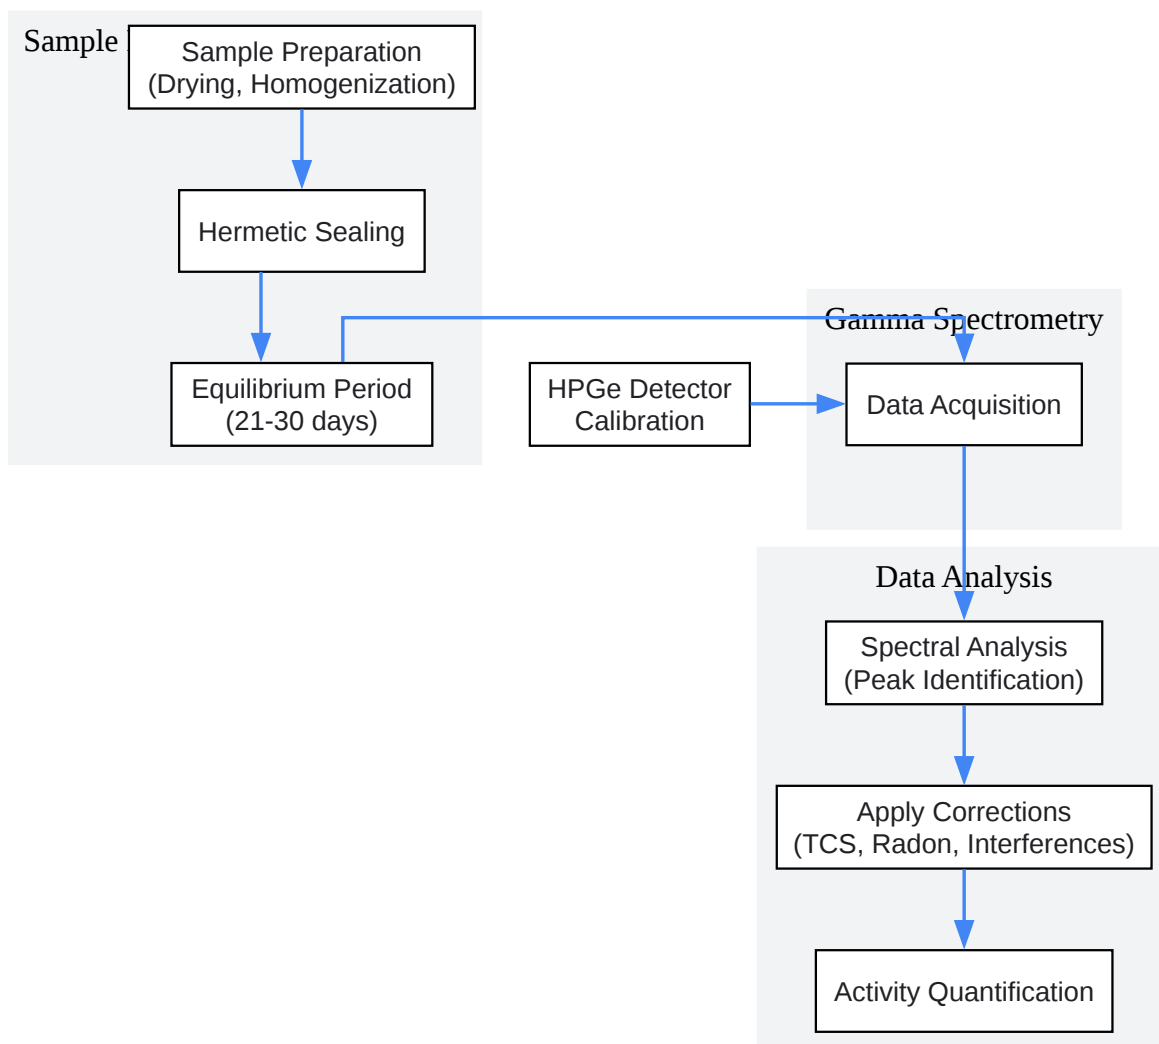 Sample
Sample Preparation
(Drying, Homogenization)
Hermetic Sealing
Equilibrium Period
(21-30 days)
HPGe Detector
Calibration
Gamma Spectrometry
Data Acquisition
Data Analysis
Spectral Analysis
(Peak Identification)
Apply Corrections
(TCS, Radon, Interferences)
Activity Quantification